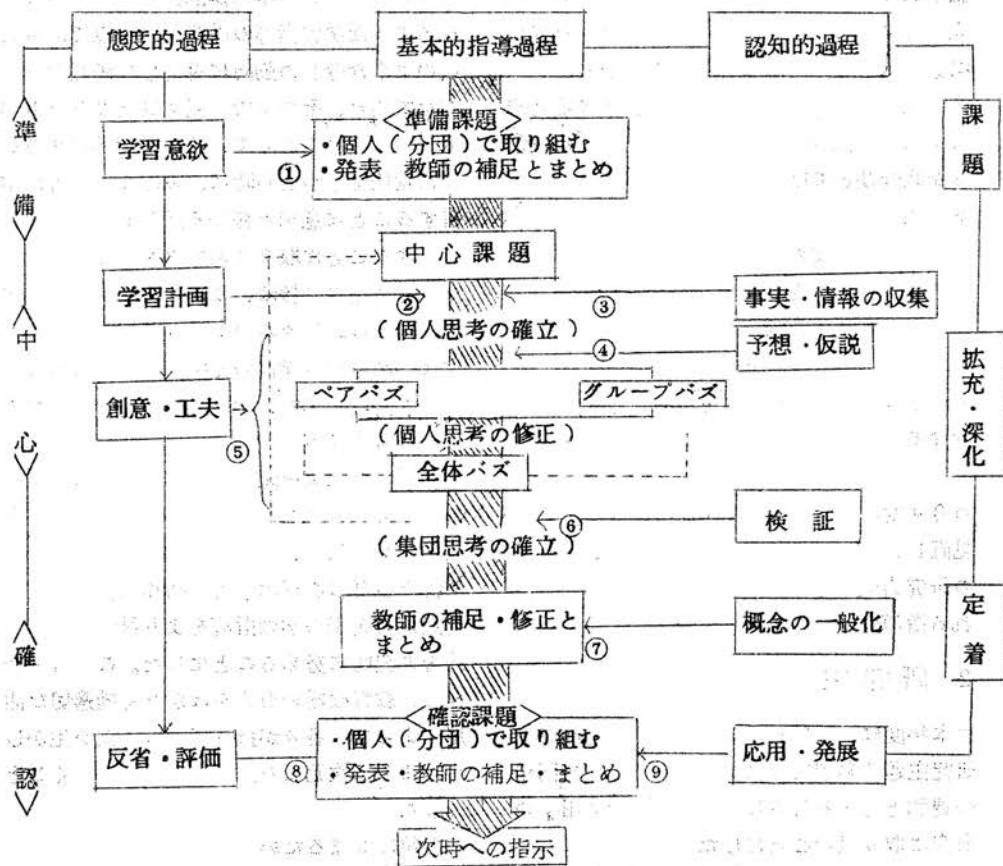 態度的過程
基本的指導過程
認知的過程
準備
中心
確認
学習意欲
①
準備課題
・個人(分団)で取り組む
・発表 教師の補足とまとめ
課題
中心課題
学習計画
②
③
事実・情報の収集
(個人思考の確立)
④
予想・仮説
拡充・深化
創意・工夫
⑤
ペアバズ
グループバズ
(個人思考の修正)
全体バズ
⑥
検証
(集団思考の確立)
教師の補足・修正と
まとめ
⑦
概念の一般化
定着
確認課題
反省・評価
⑧
・個人(分団)で取り組む
・発表・教師の補足・まとめ
⑨
応用・発展
次時への指示